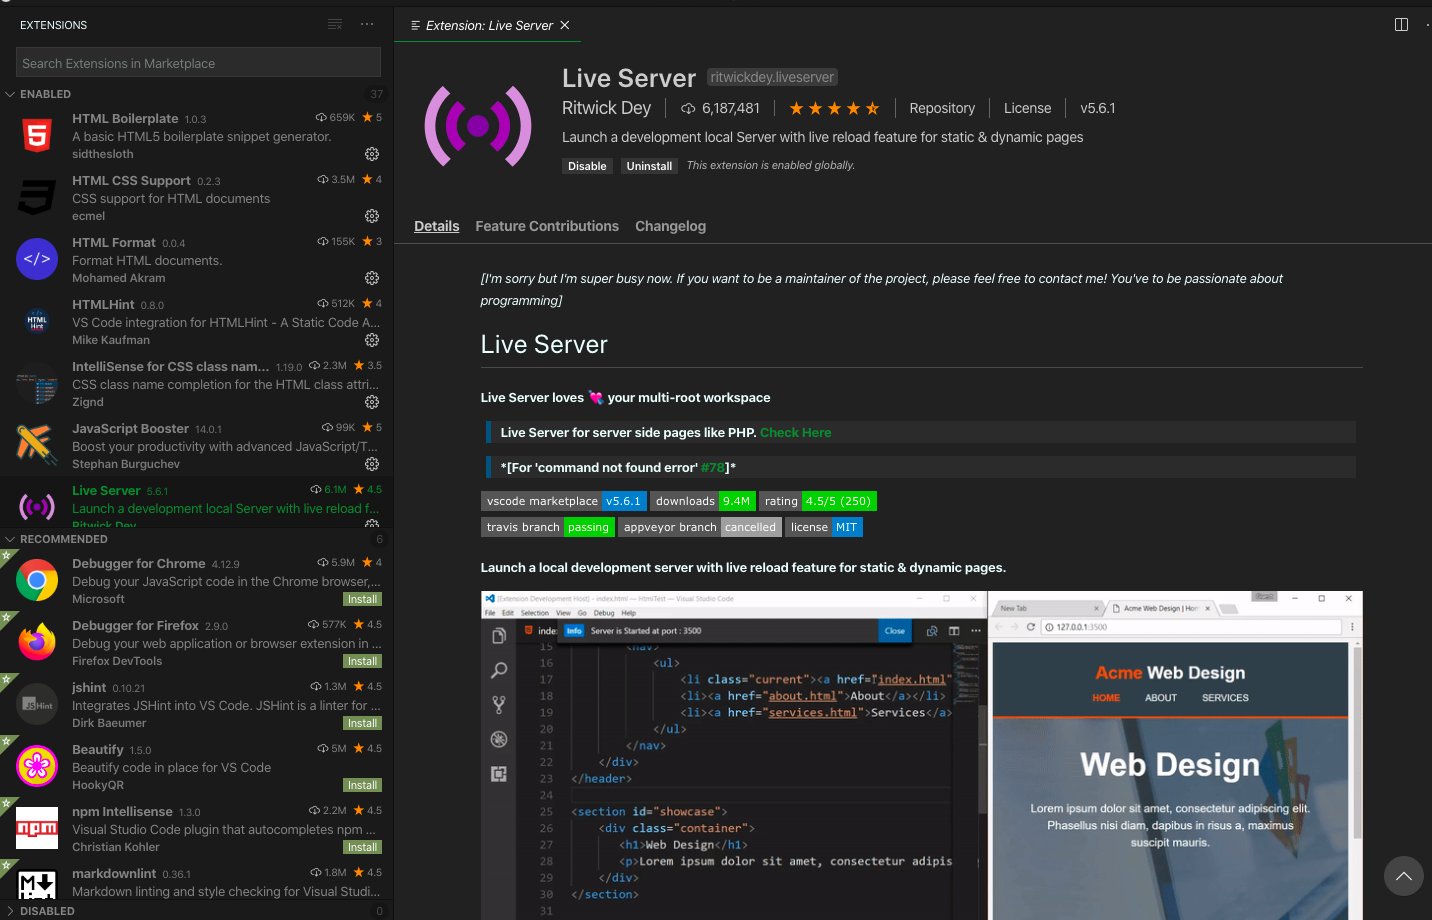 EXTENSIONS
Search Extensions in Marketplace
ENABLED 37
HTML Boilerplate 1.0.3 659K 5
A basic HTML5 boilerplate snippet generator.
sidthesloth
HTML CSS Support 0.2.3 3.5M 4
CSS support for HTML documents
ecmel
</>
HTML Format 0.0.4 155K 3
Format HTML documents.
Mohamed Akram
HTML
Hint
HTMLHint 0.8.0 512K 4
VS Code integration for HTMLHint - A Static Code A...
Mike Kaufman
IntelliSense for CSS class nam... 1.19.0 2.3M 3.5
CSS class name completion for the HTML class attri...
Zignd
JavaScript Booster 14.0.1 99K 5
Boost your productivity with advanced JavaScript/T...
Stephan Burguchev
Live Server 5.6.1 6.1M 4.5
Launch a development local Server with live reload f...
Ritwick Dey
RECOMMENDED 6
Debugger for Chrome 4.12.9 5.9M 4
Debug your JavaScript code in the Chrome browser,...
Microsoft Install
Debugger for Firefox 2.9.0 577K 4.5
Debug your web application or browser extension in ...
Firefox DevTools Install
JSHint
jshint 0.10.21 1.3M 4.5
Integrates JSHint into VS Code. JSHint is a linter for ...
Dirk Baeumer Install
Beautify 1.5.0 5M 4.5
Beautify code in place for VS Code
HookyQR Install
npm
npm Intellisense 1.3.0 2.2M 4.5
Visual Studio Code plugin that autocompletes npm ...
Christian Kohler Install
markdownlint 0.36.1 1.8M 4.5
Markdown linting and style checking for Visual Studi...
DISABLED 0
Extension: Live Server
Live Server ritwickdey.liveserver
Ritwick Dey 6,187,481 Repository License v5.6.1
Launch a development local Server with live reload feature for static & dynamic pages
Disable Uninstall This extension is enabled globally.
Details Feature Contributions Changelog
[I'm sorry but I'm super busy now. If you want to be a maintainer of the project, please feel free to contact me! You've to be passionate about
programming]
Live Server
Live Server loves 💘 your multi-root workspace
Live Server for server side pages like PHP. Check Here
*[For 'command not found error' #78]*
vscode marketplace v5.6.1 downloads 9.4M rating 4.5/5 (250)
travis branch passing appveyor branch cancelled license MIT
Launch a local development server with live reload feature for static & dynamic pages.
[Extension Development Host] - index.html — HtmlTest — Visual Studio Code
File Edit Selection View Go Debug Help
index Info Server is Started at port : 3500 Close
15 <nav>
16 <ul>
17 <li class="current"><a href="index.html"
18 <li><a href="about.html">About</a></li>
19 <li><a href="services.html">Services</a>
20 </ul>
21 </nav>
22 </div>
23 </header>
24
25 <section id="showcase">
26 <div class="container">
27 <h1>Web Design</h1>
28 <p>Lorem ipsum dolor sit amet, consectetur adipis
29 </div>
30 </section>
31
New Tab Acme Web Design | Hom
127.0.0.1:3500
Acme Web Design
HOME ABOUT SERVICES
Web Design
Lorem ipsum dolor sit amet, consectetur adipiscing elit.
Phasellus nisi diam, dapibus in risus a, maximus
suscipit mauris.